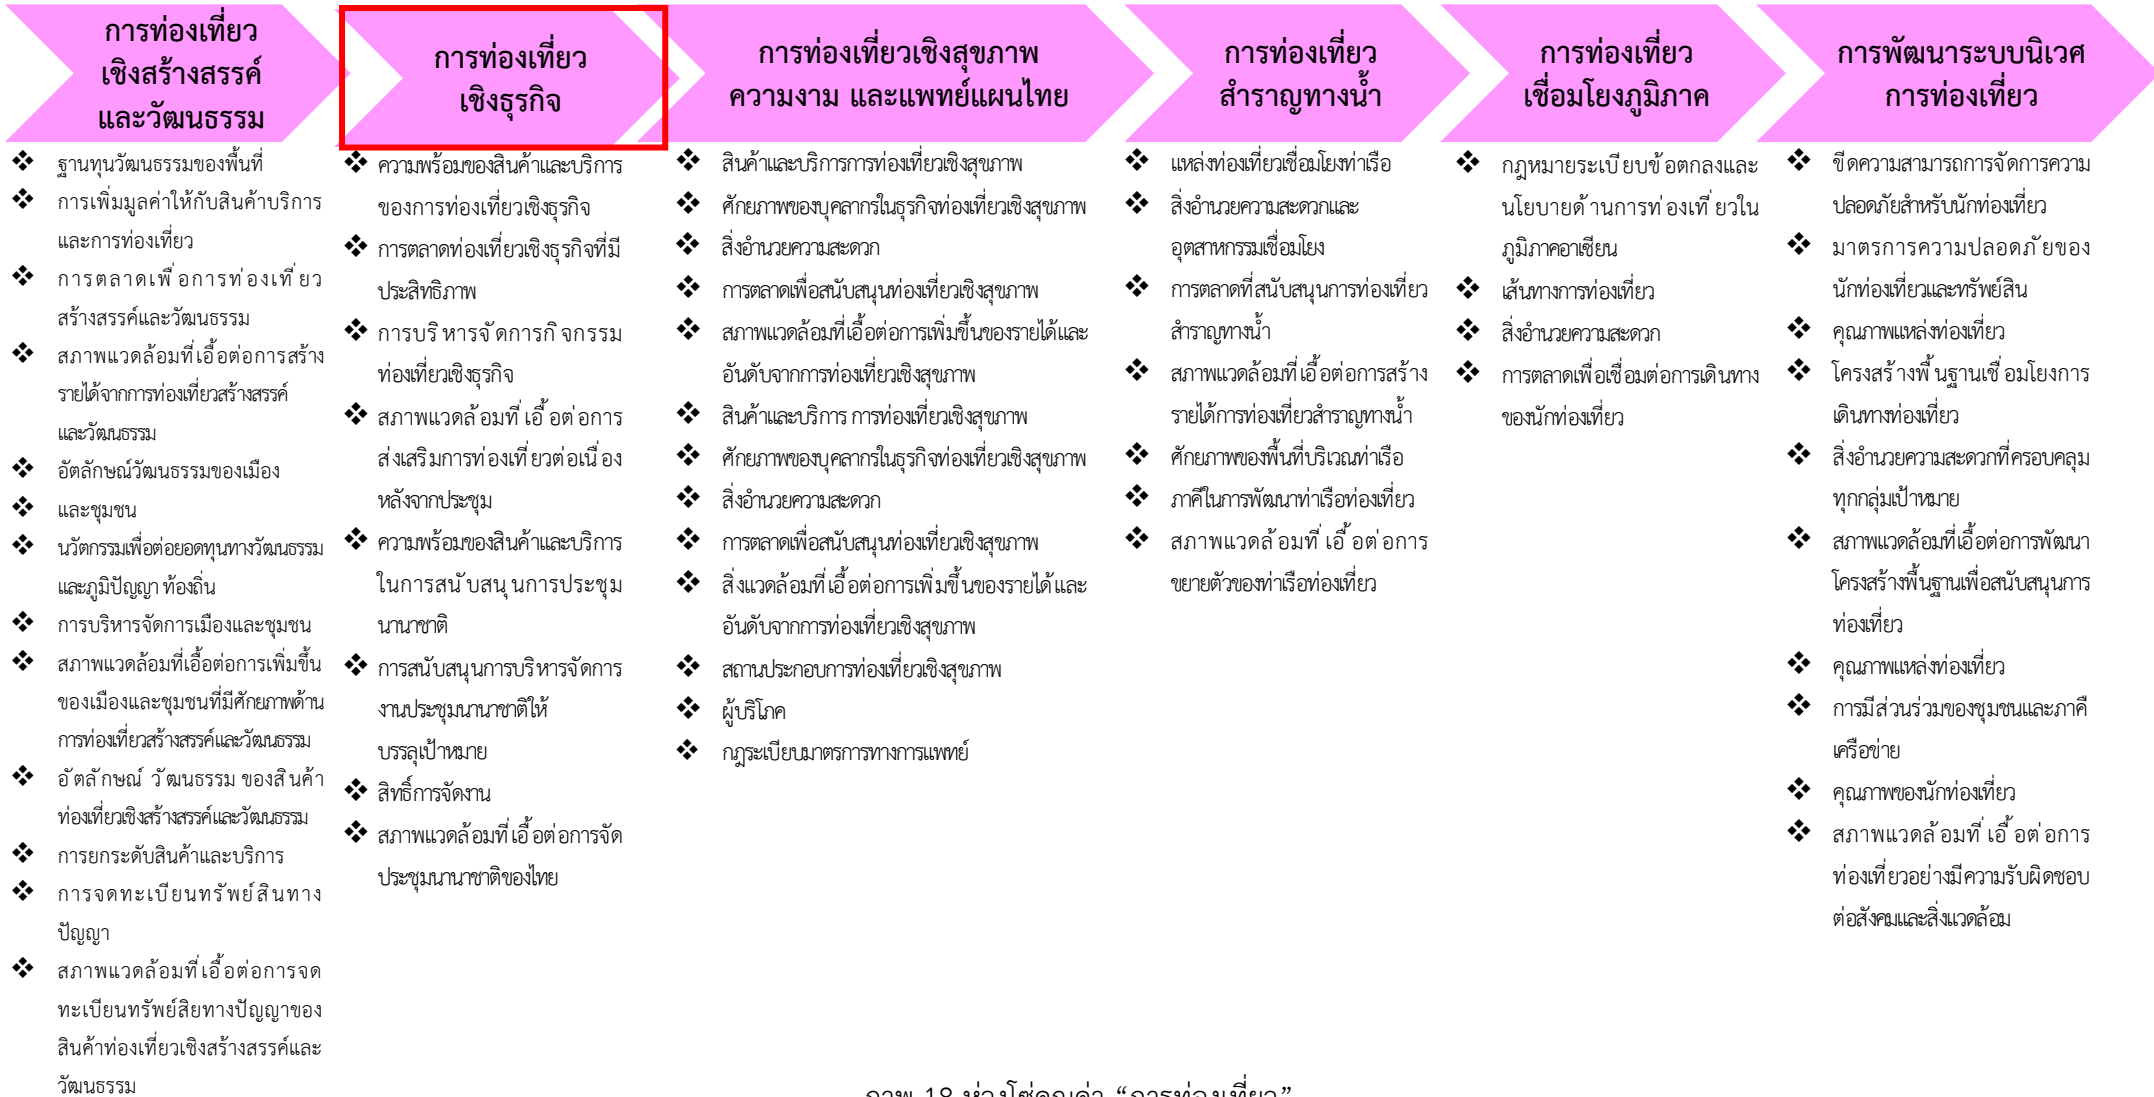 การท่องเที่ยว
เชิงสร้างสรรค์
และวัฒนธรรม
❖ ฐานทุนวัฒนธรรมของพื้นที่
❖ การเพิ่มมูลค่าให้กับสินค้าบริการ
และการท่องเที่ยว
❖ การตลาดเพื่อการท่องเที่ยว
สร้างสรรค์และวัฒนธรรม
❖ สภาพแวดล้อมที่เอื้อต่อการสร้าง
รายได้จากการท่องเที่ยวสร้างสรรค์
และวัฒนธรรม
❖ อัตลักษณ์วัฒนธรรมของเมือง
❖ และชุมชน
❖ นวัตกรรมเพื่อต่อยอดทุนทางวัฒนธรรม
และภูมิปัญญา ท้องถิ่น
❖ การบริหารจัดการเมืองและชุมชน
❖ สภาพแวดล้อมที่เอื้อต่อการเพิ่มขึ้น
ของเมืองและชุมชนที่มีศักยภาพด้าน
การท่องเที่ยวสร้างสรรค์และวัฒนธรรม
❖ อัตลักษณ์ วัฒนธรรม ของสินค้า
ท่องเที่ยวเชิงสร้างสรรค์และวัฒนธรรม
❖ การยกระดับสินค้าและบริการ
❖ การจดทะเบียนทรัพย์สินทาง
ปัญญา
❖ สภาพแวดล้อมที่เอื้อต่อการจด
ทะเบียนทรัพย์สิยทางปัญญาของ
สินค้าท่องเที่ยวเชิงสร้างสรรค์และ
วัฒนธรรม
การท่องเที่ยว
เชิงธุรกิจ
❖ ความพร้อมของสินค้าและบริการ
ของการท่องเที่ยวเชิงธุรกิจ
❖ การตลาดท่องเที่ยวเชิงธุรกิจที่มี
ประสิทธิภาพ
❖ การบริหารจัดการกิจกรรม
ท่องเที่ยวเชิงธุรกิจ
❖ สภาพแวดล้อมที่เอื้อต่อการ
ส่งเสริมการท่องเที่ยวต่อเนื่อง
หลังจากประชุม
❖ ความพร้อมของสินค้าและบริการ
ในการสนับสนุนการประชุม
นานาชาติ
❖ การสนับสนุนการบริหารจัดการ
งานประชุมนานาชาติให้
บรรลุเป้าหมาย
❖ สิทธิ์การจัดงาน
❖ สภาพแวดล้อมที่เอื้อต่อการจัด
ประชุมนานาชาติของไทย
การท่องเที่ยวเชิงสุขภาพ
ความงาม และแพทย์แผนไทย
❖ สินค้าและบริการการท่องเที่ยวเชิงสุขภาพ
❖ ศักยภาพของบุคลากรในธุรกิจท่องเที่ยวเชิงสุขภาพ
❖ สิ่งอำนวยความสะดวก
❖ การตลาดเพื่อสนับสนุนท่องเที่ยวเชิงสุขภาพ
❖ สภาพแวดล้อมที่เอื้อต่อการเพิ่มขึ้นของรายได้และ
อันดับจากการท่องเที่ยวเชิงสุขภาพ
❖ สินค้าและบริการ การท่องเที่ยวเชิงสุขภาพ
❖ ศักยภาพของบุคลากรในธุรกิจท่องเที่ยวเชิงสุขภาพ
❖ สิ่งอำนวยความสะดวก
❖ การตลาดเพื่อสนับสนุนท่องเที่ยวเชิงสุขภาพ
❖ สิ่งแวดล้อมที่เอื้อต่อการเพิ่มขึ้นของรายได้และ
อันดับจากการท่องเที่ยวเชิงสุขภาพ
❖ สถานประกอบการท่องเที่ยวเชิงสุขภาพ
❖ ผู้บริโภค
❖ กฎระเบียบมาตรการทางการแพทย์
การท่องเที่ยว
สำราญทางน้ำ
❖ แหล่งท่องเที่ยวเชื่อมโยงท่าเรือ
❖ สิ่งอำนวยความสะดวกและ
อุตสาหกรรมเชื่อมโยง
❖ การตลาดที่สนับสนุนการท่องเที่ยว
สำราญทางน้ำ
❖ สภาพแวดล้อมที่เอื้อต่อการสร้าง
รายได้การท่องเที่ยวสำราญทางน้ำ
❖ ศักยภาพของพื้นที่บริเวณท่าเรือ
❖ ภาคีในการพัฒนาท่าเรือท่องเที่ยว
❖ สภาพแวดล้อมที่เอื้อต่อการ
ขยายตัวของท่าเรือท่องเที่ยว
การท่องเที่ยว
เชื่อมโยงภูมิภาค
❖ กฎหมายระเบียบข้อตกลงและ
นโยบายด้านการท่องเที่ยวใน
ภูมิภาคอาเซียน
❖ เส้นทางการท่องเที่ยว
❖ สิ่งอำนวยความสะดวก
❖ การตลาดเพื่อเชื่อมต่อการเดินทาง
ของนักท่องเที่ยว
การพัฒนาระบบนิเวศ
การท่องเที่ยว
❖ ขีดความสามารถการจัดการความ
ปลอดภัยสำหรับนักท่องเที่ยว
❖ มาตรการความปลอดภัยของ
นักท่องเที่ยวและทรัพย์สิน
❖ คุณภาพแหล่งท่องเที่ยว
❖ โครงสร้างพื้นฐานเชื่อมโยงการ
เดินทางท่องเที่ยว
❖ สิ่งอำนวยความสะดวกที่ครอบคลุม
ทุกกลุ่มเป้าหมาย
❖ สภาพแวดล้อมที่เอื้อต่อการพัฒนา
โครงสร้างพื้นฐานเพื่อสนับสนุนการ
ท่องเที่ยว
❖ คุณภาพแหล่งท่องเที่ยว
❖ การมีส่วนร่วมของชุมชนและภาคี
เครือข่าย
❖ คุณภาพของนักท่องเที่ยว
❖ สภาพแวดล้อมที่เอื้อต่อการ
ท่องเที่ยวอย่างมีความรับผิดชอบ
ต่อสังคมและสิ่งแวดล้อม
ภาพ 18 ห่วงโซ่คุณค่า “การท่องเที่ยว”